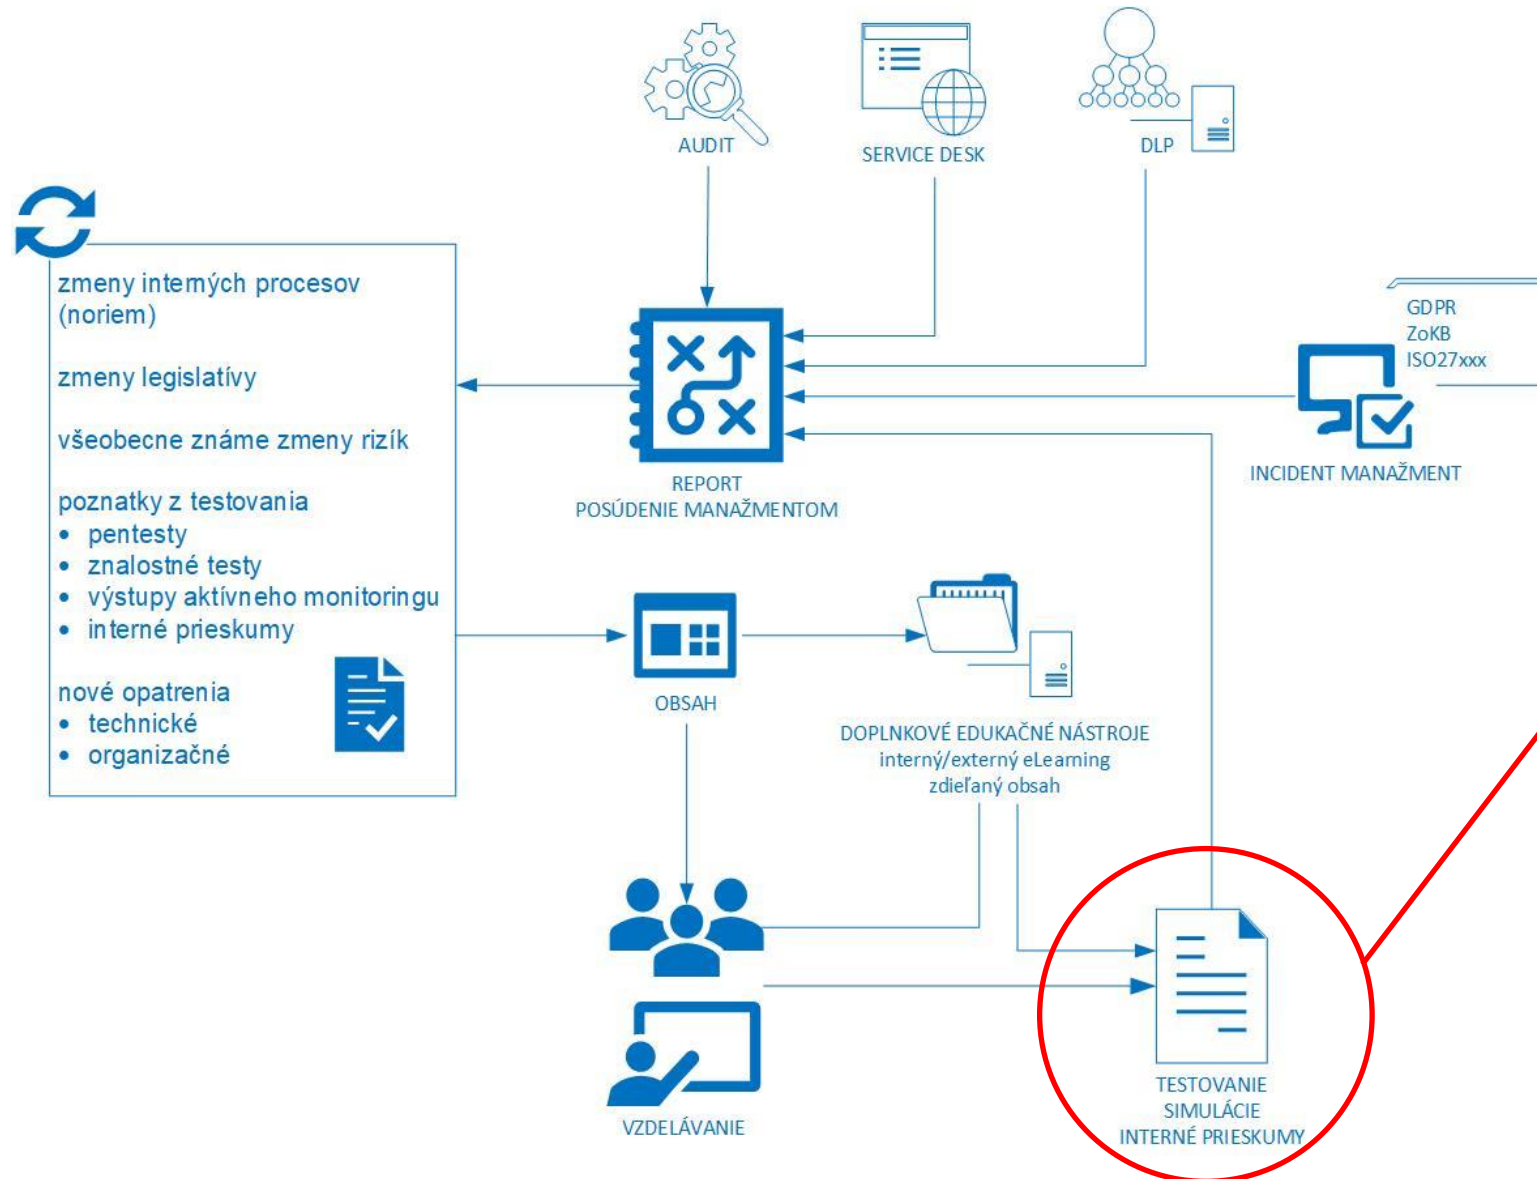 AUDIT
SERVICE DESK
DLP
zmeny interných procesov
(noriem)
zmeny legislatívy
všeobecne známe zmeny rizík
poznatky z testovania
• pentesty
• znalostné testy
• výstupy aktívneho monitoringu
• interné prieskumy
nové opatrenia
• technické
• organizačné
GDPR
ZoKB
ISO27xxx
REPORT
POSÚDENIE MANAŽMENTOM
INCIDENT MANAŽMENT
OBSAH
DOPLNKOVÉ EDUKAČNÉ NÁSTROJE
interný/externý eLearning
zdieľaný obsah
VZDELÁVANIE
TESTOVANIE
SIMULÁCIE
INTERNÉ PRIESKUMY